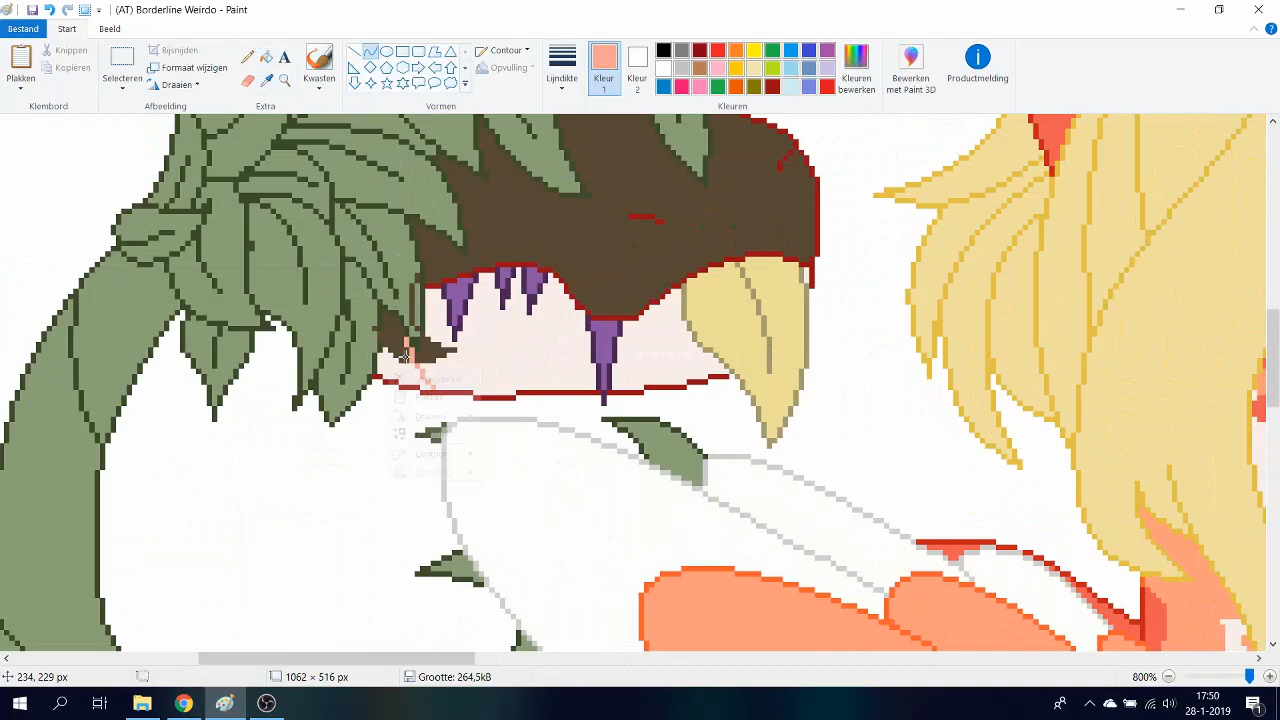 (AT) Borderline Weirdo - Paint
Bestand Start Beeld
Plakken
Knippen
Kopiëren
Klembord
Selecteren
Bijsnijden
Formaat wijzigen
Draaien
Afbeelding
A
Extra
Kwasten
Vormen
Contour
Opvulling
Lijndikte
Kleur 1
Kleur 2
Kleuren bewerken
Kleuren
Bewerken met Paint 3D
Productmelding
Draaien
Contour
234, 229 px
1062 × 516 px
Grootte: 264,5kB
800%
17:50
28-1-2019